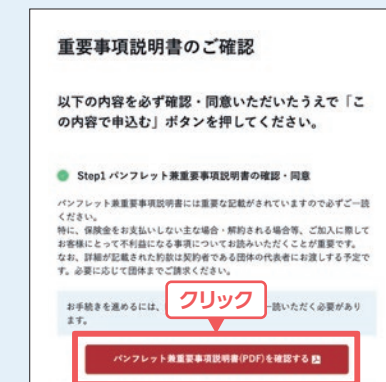 重要事項説明書のご確認
以下の内容を必ず確認・同意いただいたうえで「こ
の内容で申込む」ボタンを押してください。
Step1 パンフレット兼重要事項説明書の確認・同意
パンフレット兼重要事項説明書には重要な記載がされていますので必ずご一読
ください。
特に、保険金をお支払いしない主な場合・解約される場合等、ご加入に際して
お客様にとって不利益になる事項についてお読みいただくことが重要です。
なお、詳細が記載された約款は契約者である団体の代表者にお渡しする予定で
す。必要に応じて団体までご請求ください。
クリック
お手続きを進めるには、 一読いただく必要があり
ます。
パンフレット兼重要事項説明書(PDF)を確認する